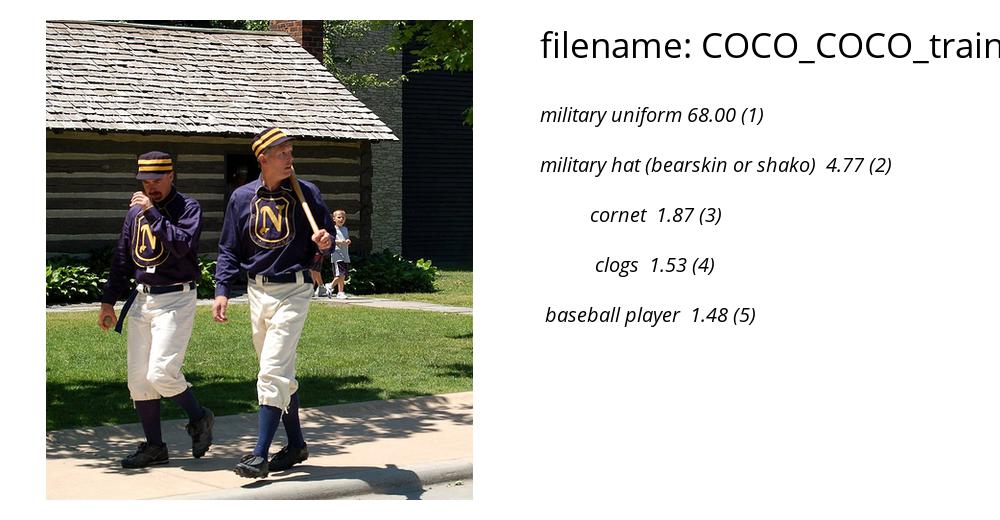 filename: COCO_COCO_train
military uniform 68.00 (1)
military hat (bearskin or shako) 4.77 (2)
cornet 1.87 (3)
clogs 1.53 (4)
baseball player 1.48 (5)
N
N